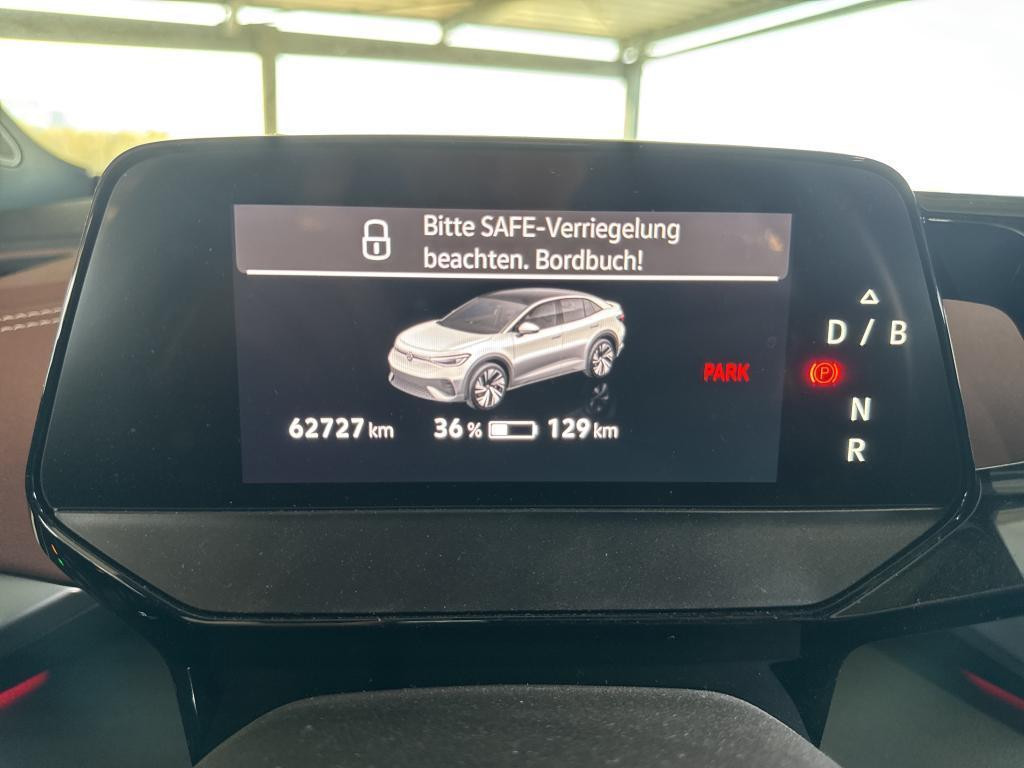 Bitte SAFE-Verriegelung
beachten. Bordbuch!
D / B
PARK
P
N
62727 km 36 % 129 km
R